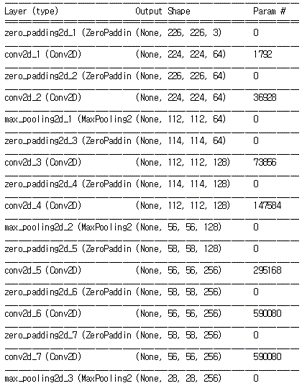 Layer (type) Output Shape Param #
zero_padding2d_1 (ZeroPaddin (None, 226, 226, 3) 0
conv2d_1 (Conv2D) (None, 224, 224, 64) 1792
zero_padding2d_2 (ZeroPaddin (None, 226, 226, 64) 0
conv2d_2 (Conv2D) (None, 224, 224, 64) 36928
max_pooling2d_1 (MaxPooling2 (None, 112, 112, 64) 0
zero_padding2d_3 (ZeroPaddin (None, 114, 114, 64) 0
conv2d_3 (Conv2D) (None, 112, 112, 128) 73856
zero_padding2d_4 (ZeroPaddin (None, 114, 114, 128) 0
conv2d_4 (Conv2D) (None, 112, 112, 128) 147584
max_pooling2d_2 (MaxPooling2 (None, 56, 56, 128) 0
zero_padding2d_5 (ZeroPaddin (None, 58, 58, 128) 0
conv2d_5 (Conv2D) (None, 56, 56, 256) 295168
zero_padding2d_6 (ZeroPaddin (None, 58, 58, 256) 0
conv2d_6 (Conv2D) (None, 56, 56, 256) 590080
zero_padding2d_7 (ZeroPaddin (None, 58, 58, 256) 0
conv2d_7 (Conv2D) (None, 56, 56, 256) 590080
max_pooling2d_3 (MaxPooling2 (None, 28, 28, 256) 0